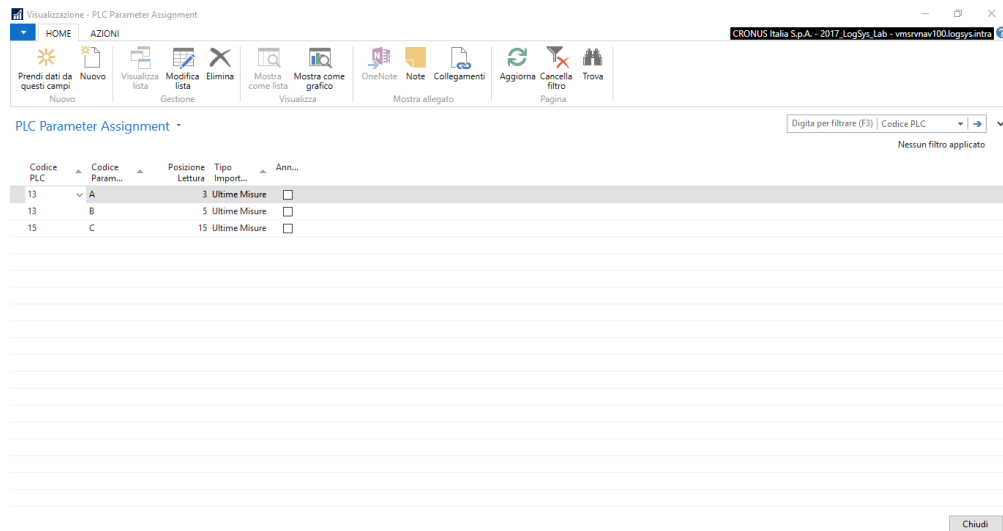 Visualizzazione - PLC Parameter Assignment
HOME AZIONI
CRONUS Italia S.p.A. - 2017_LogSys_Lab - vmsrvnav100.logsys.intra
Prendi dati da questi campi
Nuovo
Visualizza lista
Modifica lista
Elimina
Mostra come lista
Mostra come grafico
OneNote
Note
Collegamenti
Aggiorna
Cancella filtro
Trova
Nuovo
Gestione
Visualizza
Mostra allegato
Pagina
PLC Parameter Assignment
Digita per filtrare (F3) Codice PLC
Nessun filtro applicato
Codice PLC
Codice Param...
Posizione Lettura
Tipo Import...
Ann...
13 A 3 Ultime Misure
13 B 5 Ultime Misure
15 C 15 Ultime Misure
Chiudi